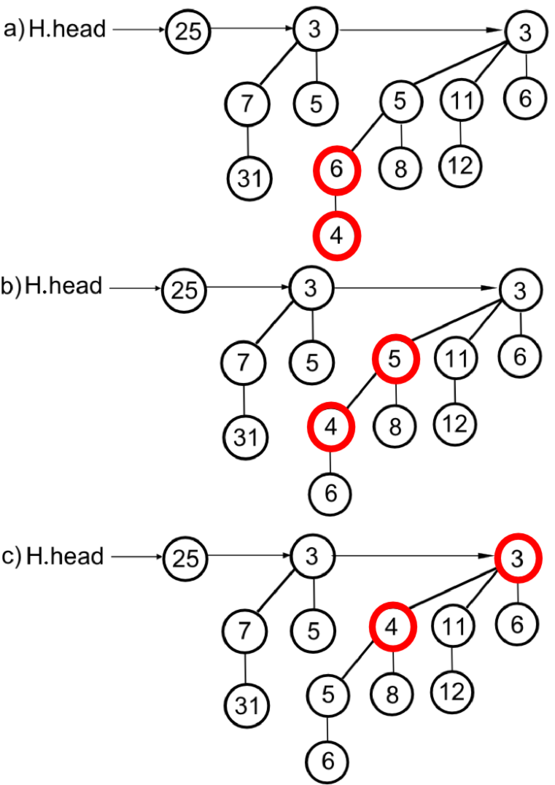 a) H.head 25 3 3
7 5 5 11 6
31 6 8 12
4
b) H.head 25 3 3
7 5 5 11 6
31 4 8 12
6
c) H.head 25 3 3
7 5 4 11 6
31 5 8 12
6